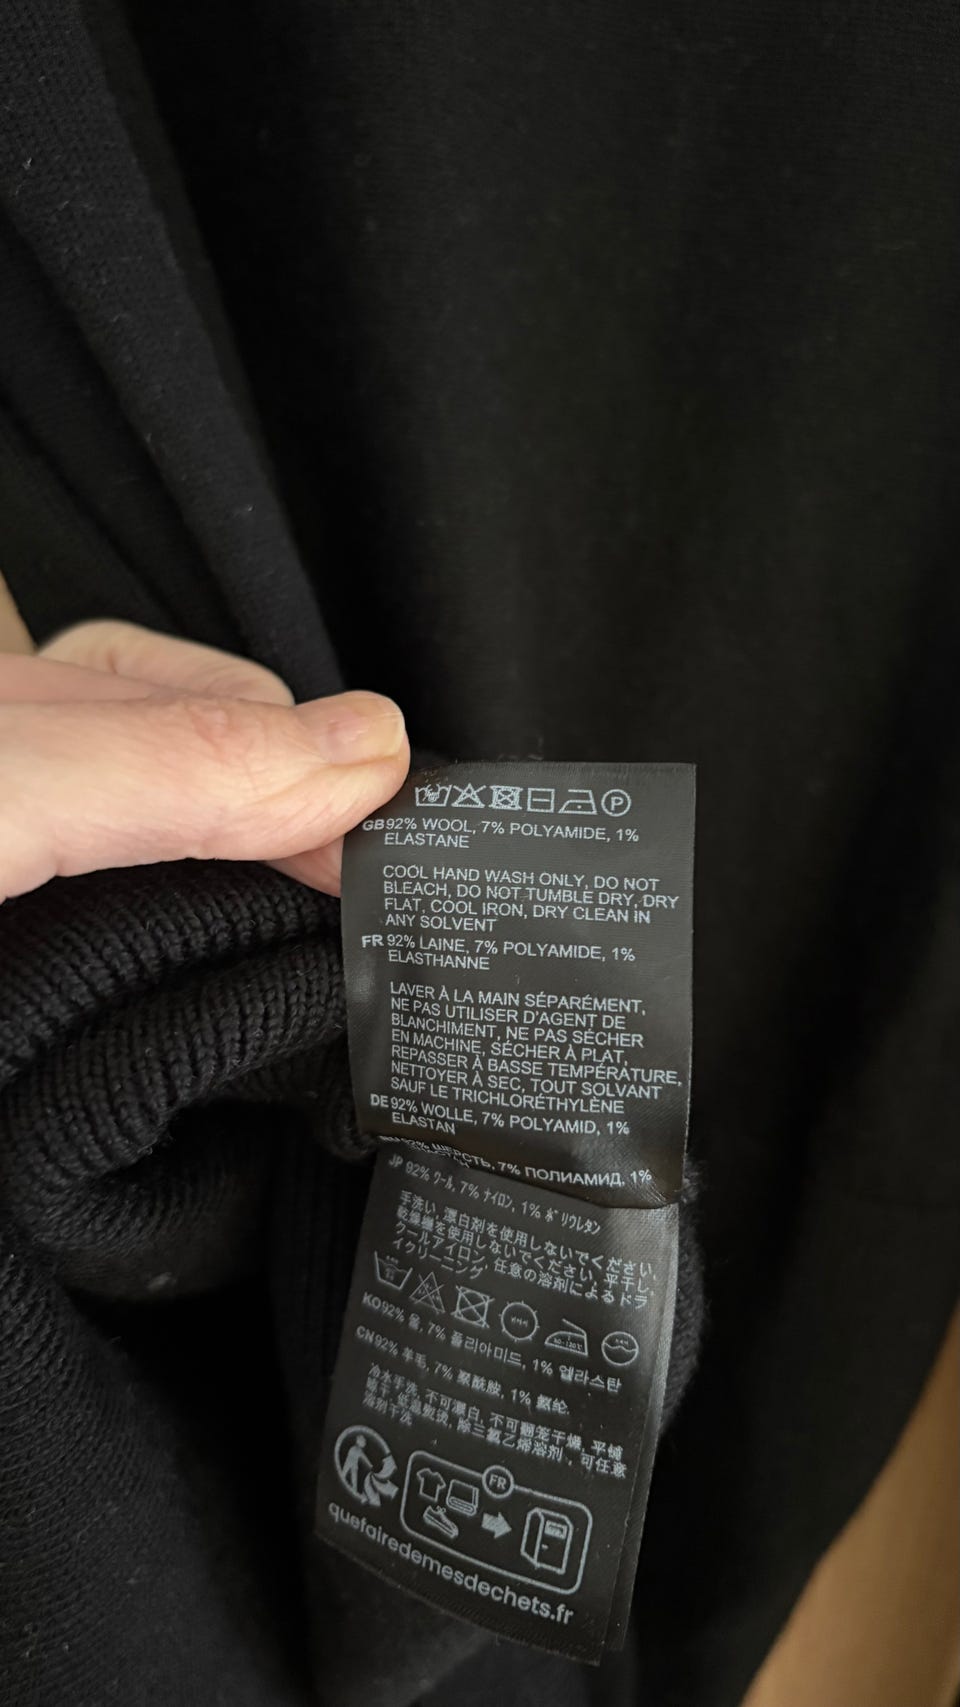 P
GB 92% WOOL, 7% POLYAMIDE, 1%
ELASTANE
COOL HAND WASH ONLY, DO NOT
BLEACH, DO NOT TUMBLE DRY, DRY
FLAT, COOL IRON, DRY CLEAN IN
ANY SOLVENT
FR 92% LAINE, 7% POLYAMIDE, 1%
ELASTHANNE
LAVER À LA MAIN SÉPARÉMENT,
NE PAS UTILISER D'AGENT DE
BLANCHIMENT, NE PAS SÉCHER
EN MACHINE, SÉCHER À PLAT,
REPASSER À BASSE TEMPÉRATURE,
NETTOYER À SEC, TOUT SOLVANT
SAUF LE TRICHLORÉTHYLÈNE
DE 92% WOLLE, 7% POLYAMID, 1%
ELASTAN
RU 92% ШЕРСТЬ, 7% ПОЛИАМИД, 1%
JP 92% ウール, 7% ナイロン, 1% ポリウレタン
手洗い, 漂白剤を使用しないでください,
乾燥機を使用しないでください, 平干し,
クールアイロン, 任意の溶剤によるドラ
イクリーニング
KO 92% 울, 7% 폴리아미드, 1% 엘라스탄
CN 92% 羊毛, 7% 聚酰胺, 1% 氨纶
冷水手洗, 不可漂白, 不可翻笼干燥, 平铺
晾干, 低温熨烫, 除三氯乙烯溶剂, 可任意
溶剂干洗
FR
quefairedemesdechets.fr